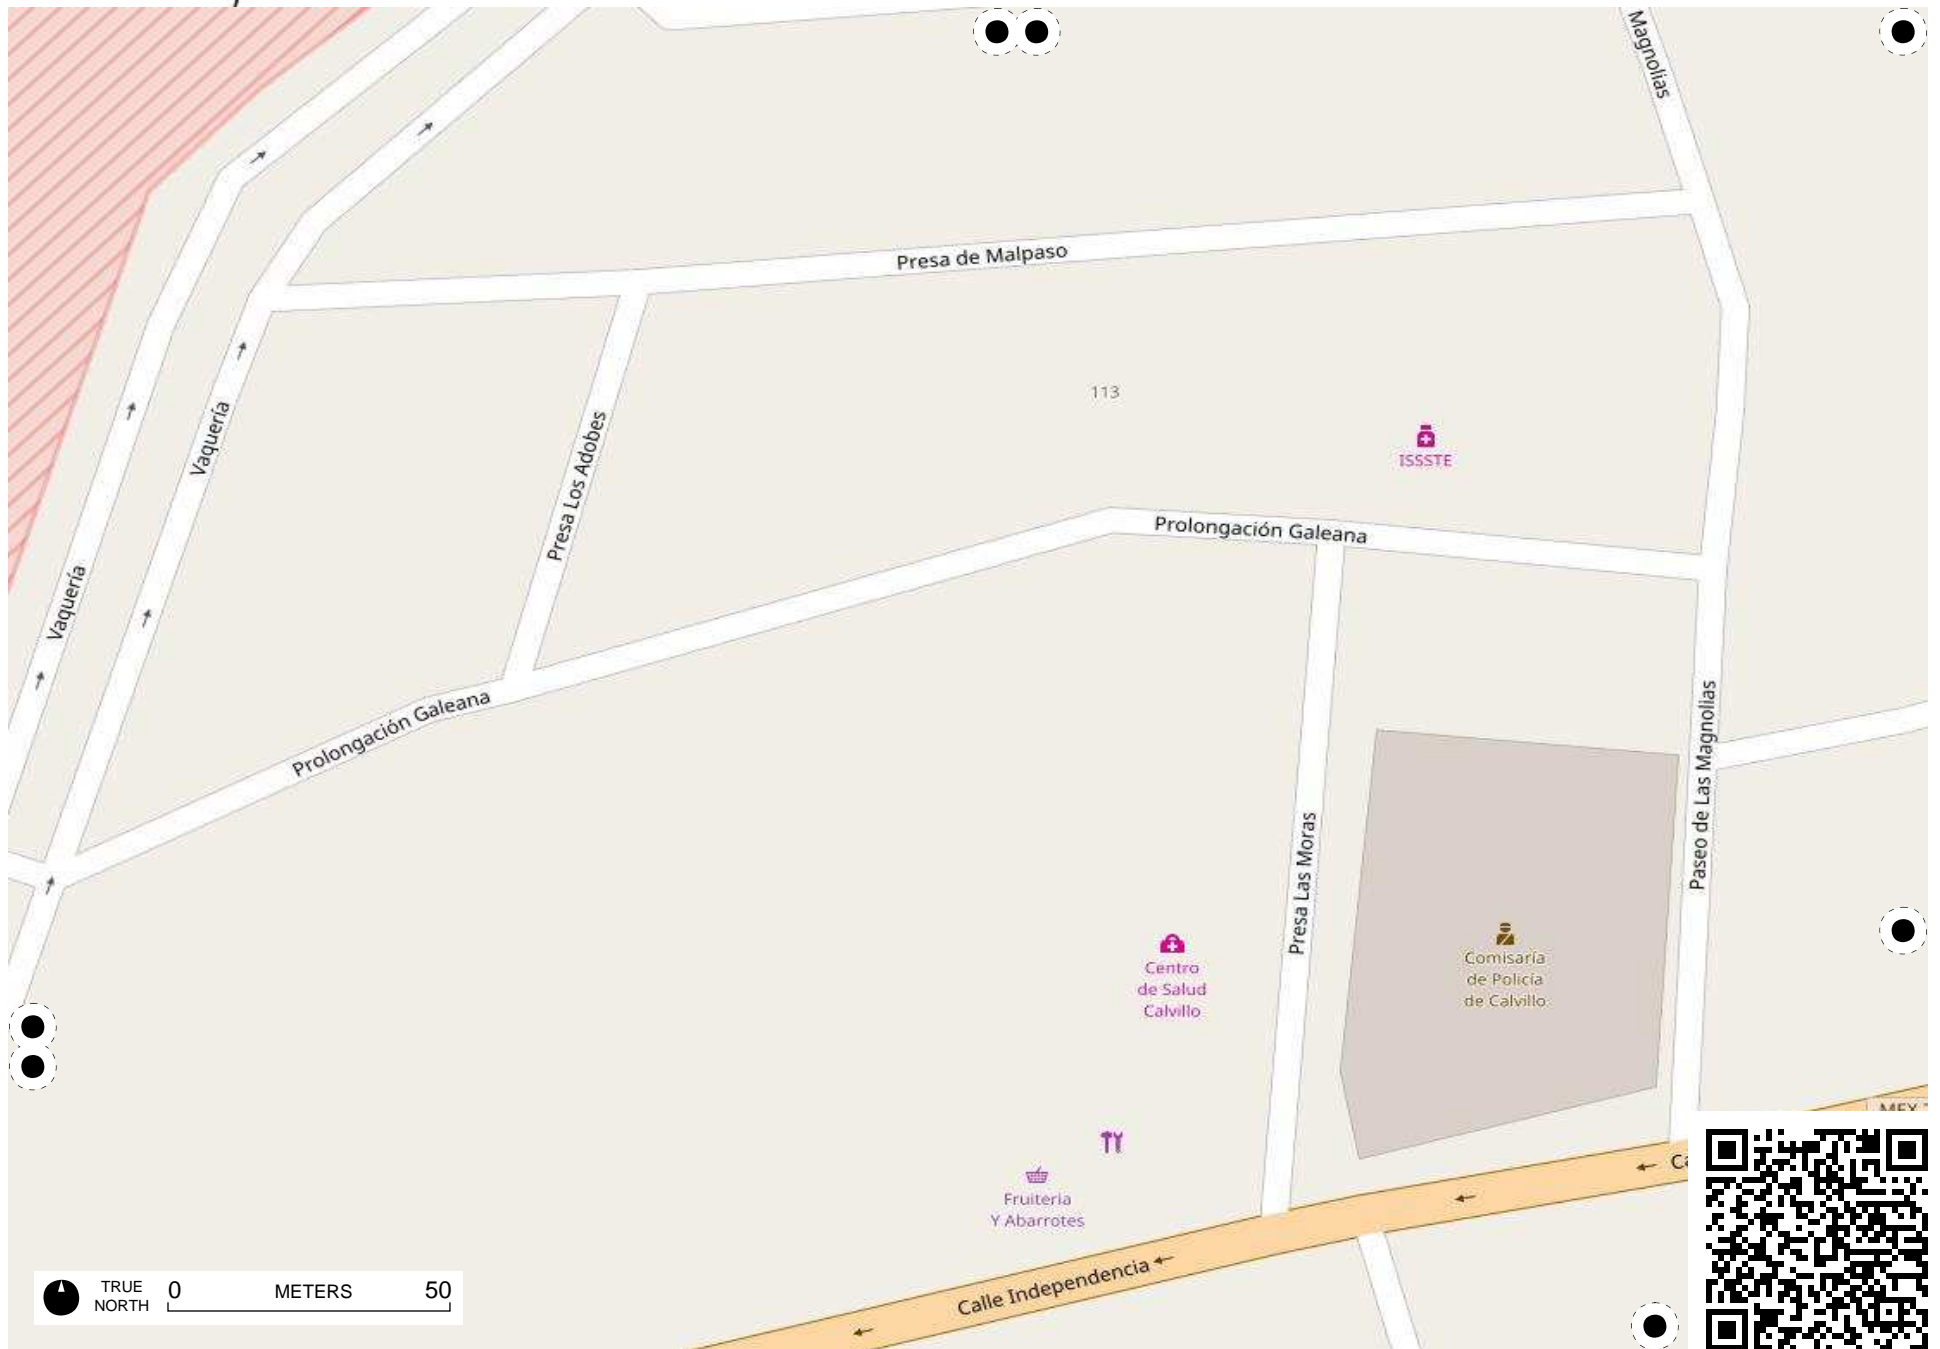 Magnolias
Presa de Malpaso
113
Vaquería
Presa Los Adobes
ISSSTE
Prolongación Galeana
Vaquería
Prolongación Galeana
Paseo de Las Magnolias
Presa Las Moras
Centro
de Salud
Calvillo
Comisaría
de Policía
de Calvillo
Fruiteria
Y Abarrotes
Calle Independencia
TRUE
NORTH
0 METERS 50